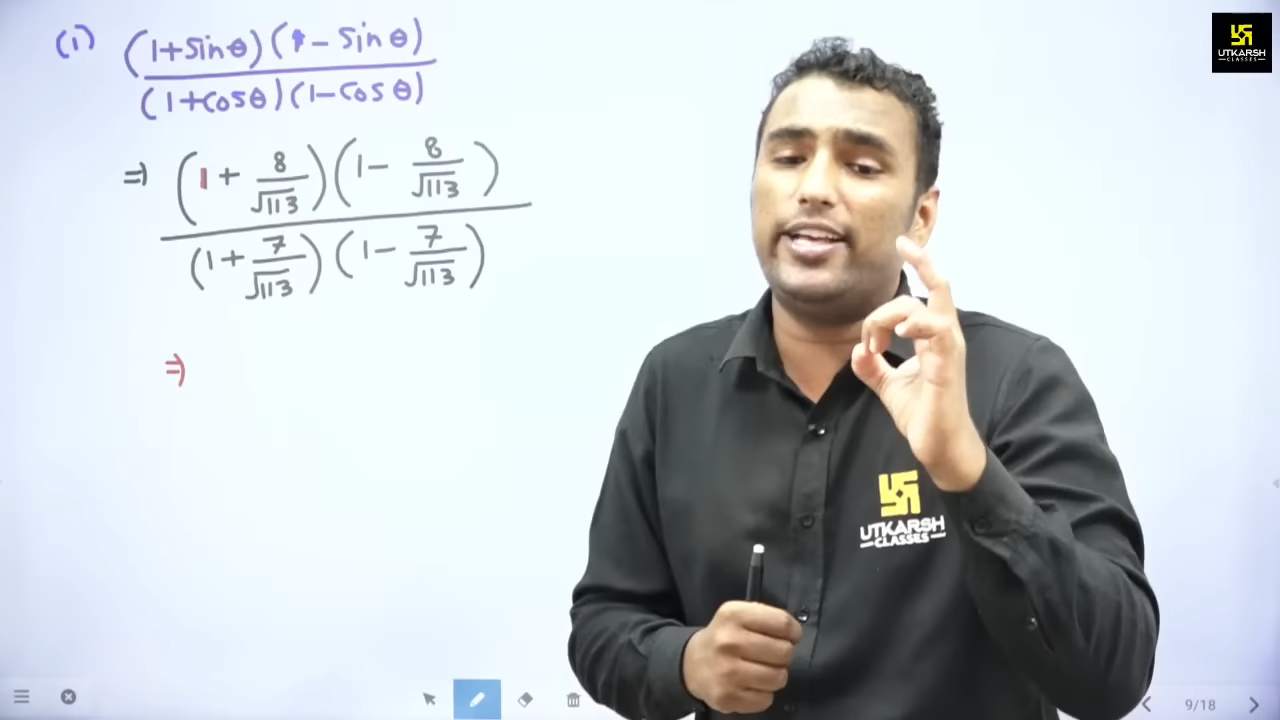 (i) (1+sinθ)(1-sinθ)
(1+cosθ)(1-cosθ)
⇒ (1+ 8/√113)(1- 8/√113)
(1+ 7/√113)(1- 7/√113)
⇒
UTKARSH
CLASSES
UTKARSH
CLASSES
9/18